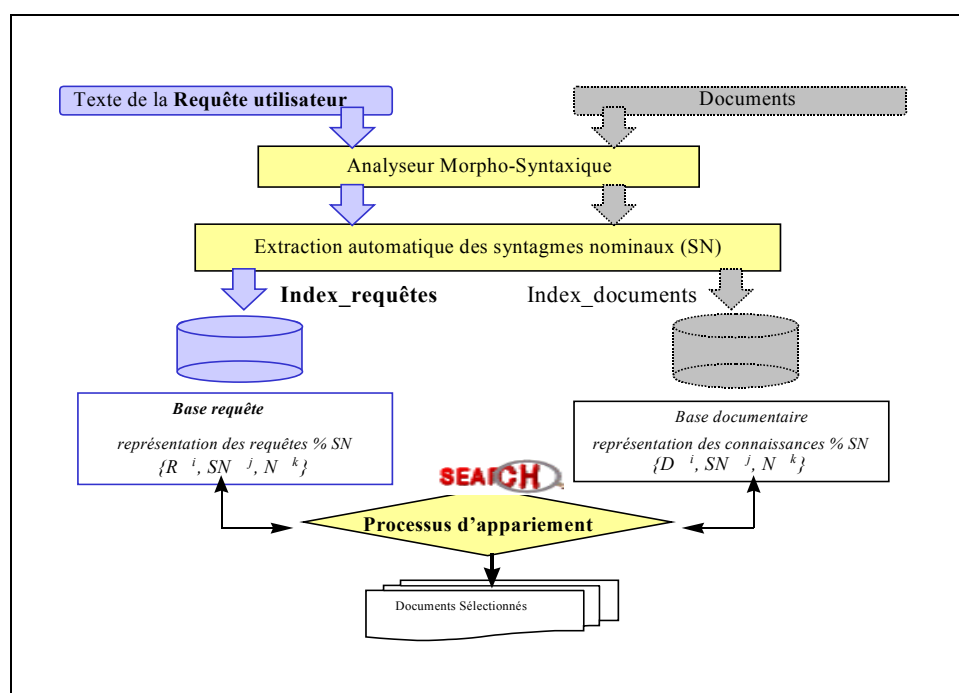 Texte de la Requête utilisateur
Documents
Analyseur Morpho-Syntaxique
Extraction automatique des syntagmes nominaux (SN)
Index_requêtes
Index_documents
Base requête
représentation des requêtes % SN
{R i, SN j, N k}
Base documentaire
représentation des connaissances % SN
{D i, SN j, N k}
SEARCH
Processus d’appariement
Documents Sélectionnés